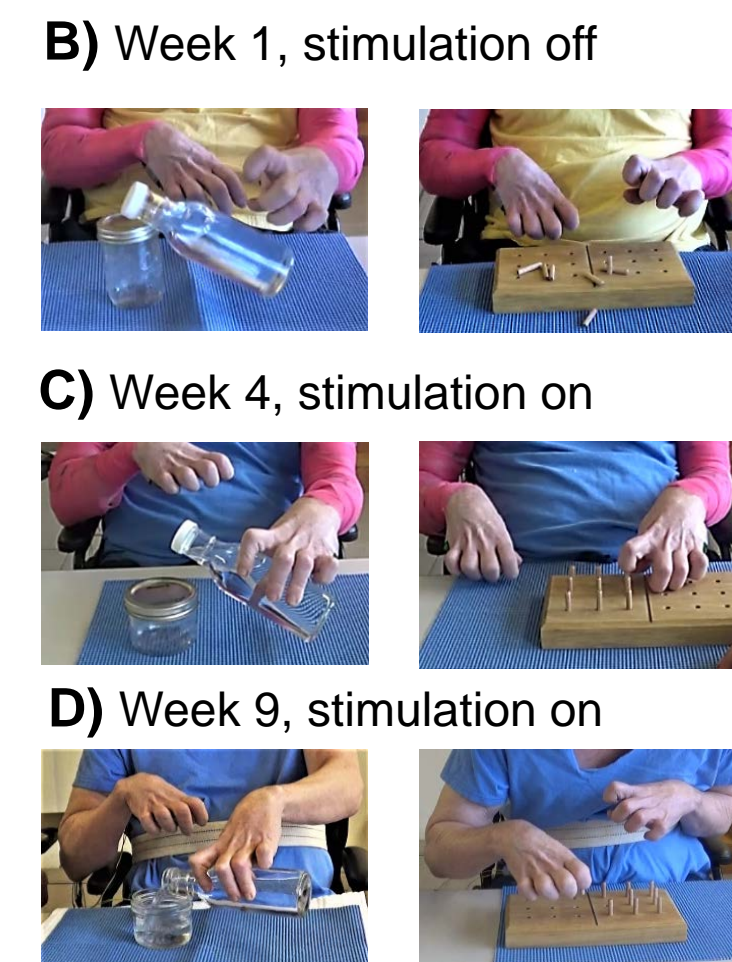 B) Week 1, stimulation off
C) Week 4, stimulation on
D) Week 9, stimulation on